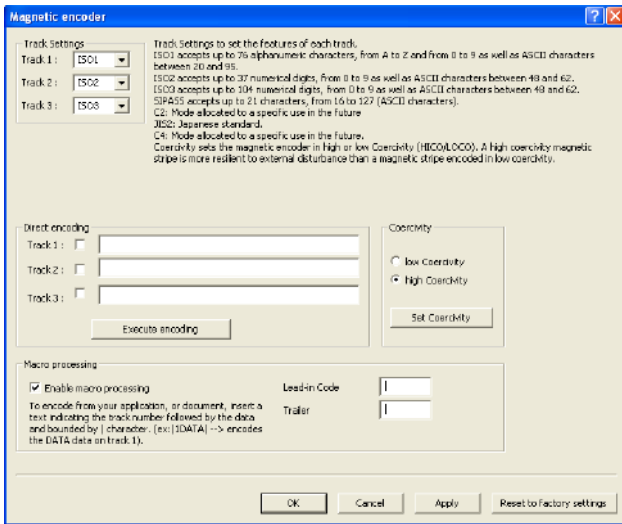 Magnetic encoder
Track Settings
Track 1 : ISO1
Track 2 : ISO2
Track 3 : ISO3
Track Settings to set the features of each track.
ISO1 accepts up to 76 alphanumeric characters, from A to Z and from 0 to 9 as well as ASCII characters
between 20 and 95.
ISO2 accepts up to 37 numerical digits, from 0 to 9 as well as ASCII characters between 48 and 62.
ISO3 accepts up to 104 numerical digits, from 0 to 9 as well as ASCII characters between 48 and 62.
SIPASS accepts up to 21 characters, from 16 to 127 (ASCII characters).
C2: Mode allocated to a specific use in the future
JIS2: Japanese standard.
C4: Mode allocated to a specific use in the future.
Coercivity sets the magnetic encoder in high or low Coercivity (HICO/LOCO). A high coercivity magnetic
stripe is more resilient to external disturbance than a magnetic stripe encoded in low coercivity.
Direct encoding
Track 1 :
Track 2 :
Track 3 :
Execute encoding
Coercivity
low Coercivity
high Coercivity
Set Coercivity
Macro processing
Enable macro processing
To encode from your application, or document, insert a
text indicating the track number followed by the data
and bounded by | character. (ex:|1DATA| --> encodes
the DATA data on track 1).
Lead-in Code |
Trailer |
OK Cancel Apply Reset to Factory settings